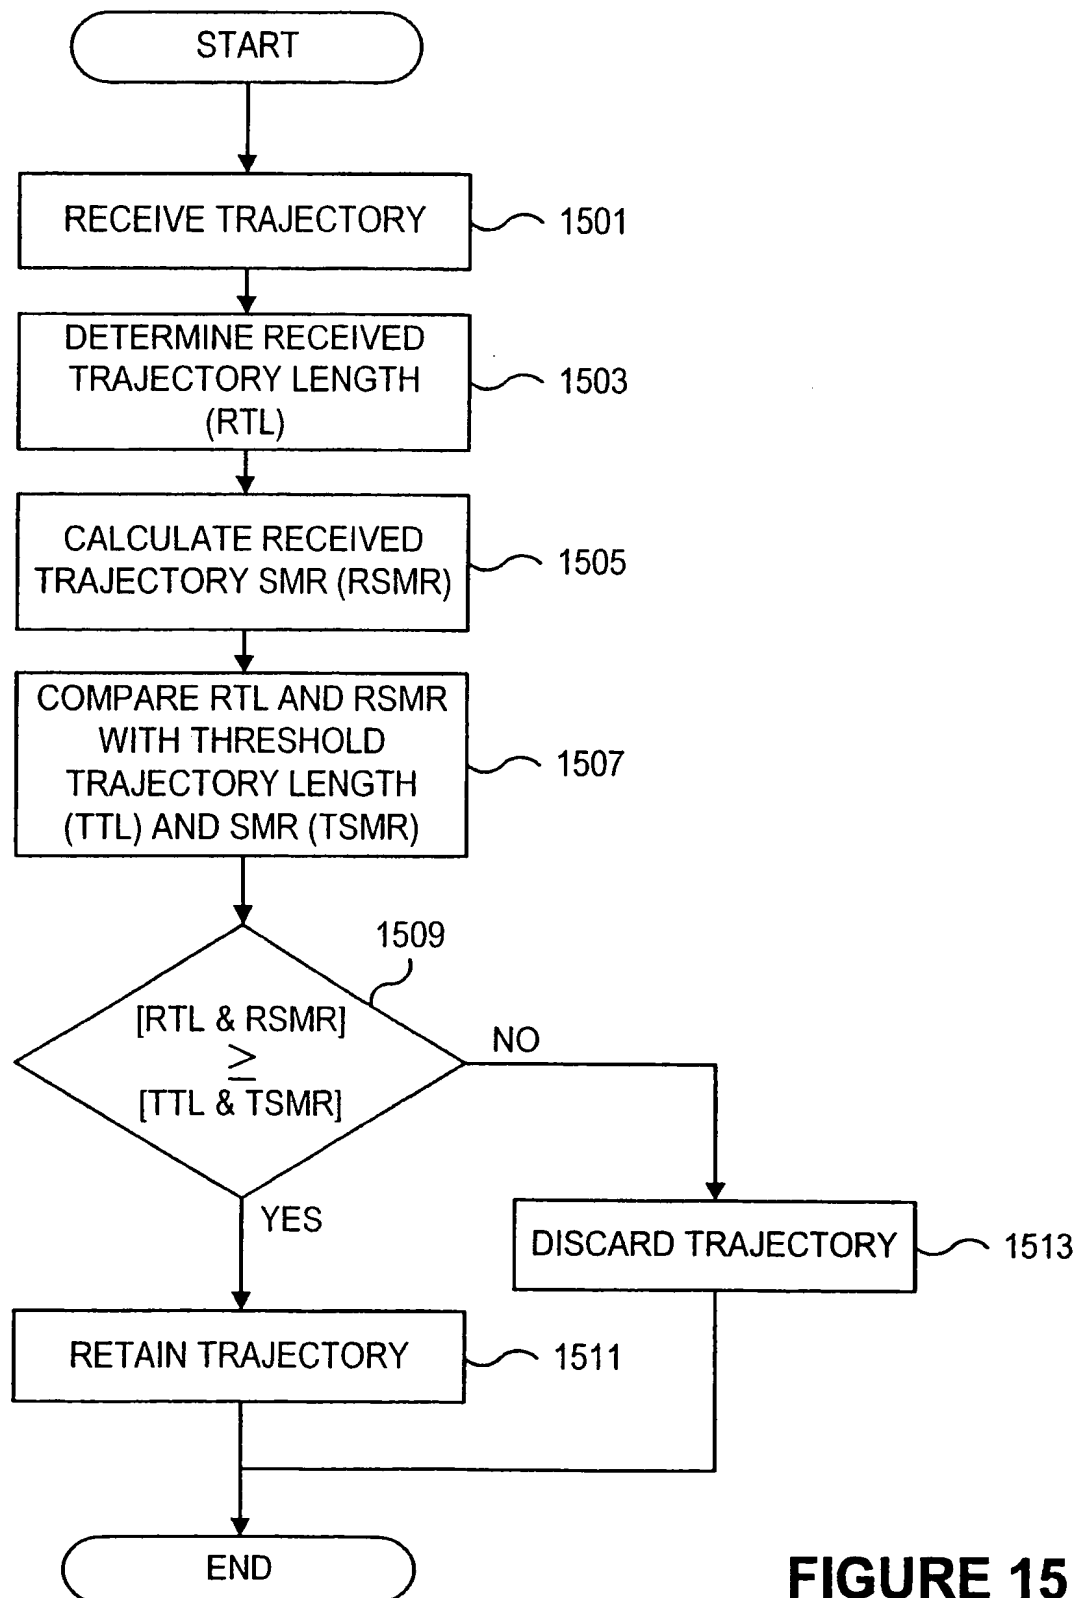 START
RECEIVE TRAJECTORY
1501
DETERMINE RECEIVED
TRAJECTORY LENGTH
(RTL)
1503
CALCULATE RECEIVED
TRAJECTORY SMR (RSMR)
1505
COMPARE RTL AND RSMR
WITH THRESHOLD
TRAJECTORY LENGTH
(TTL) AND SMR (TSMR)
1507
1509
[RTL & RSMR]
≥
[TTL & TSMR]
NO
YES
DISCARD TRAJECTORY
1513
RETAIN TRAJECTORY
1511
END
FIGURE 15